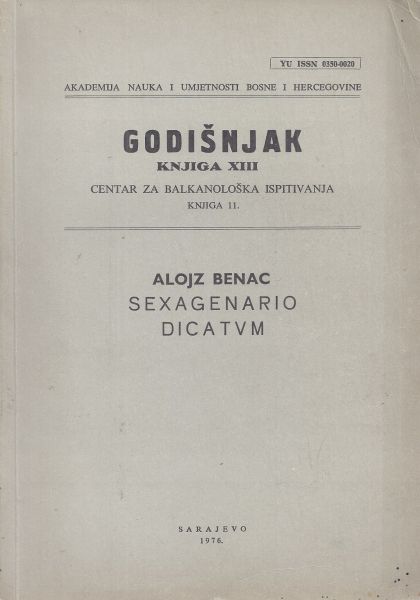 YU ISSN 0350-0020
AKADEMIJA NAUKA I UMJETNOSTI BOSNE I HERCEGOVINE
GODIŠNJAK
KNJIGA XIII
CENTAR ZA BALKANOLOŠKA ISPITIVANJA
KNJIGA 11.
ALOJZ BENAC
SEXAGENARIO
DICATVM
SARAJEVO
1976.